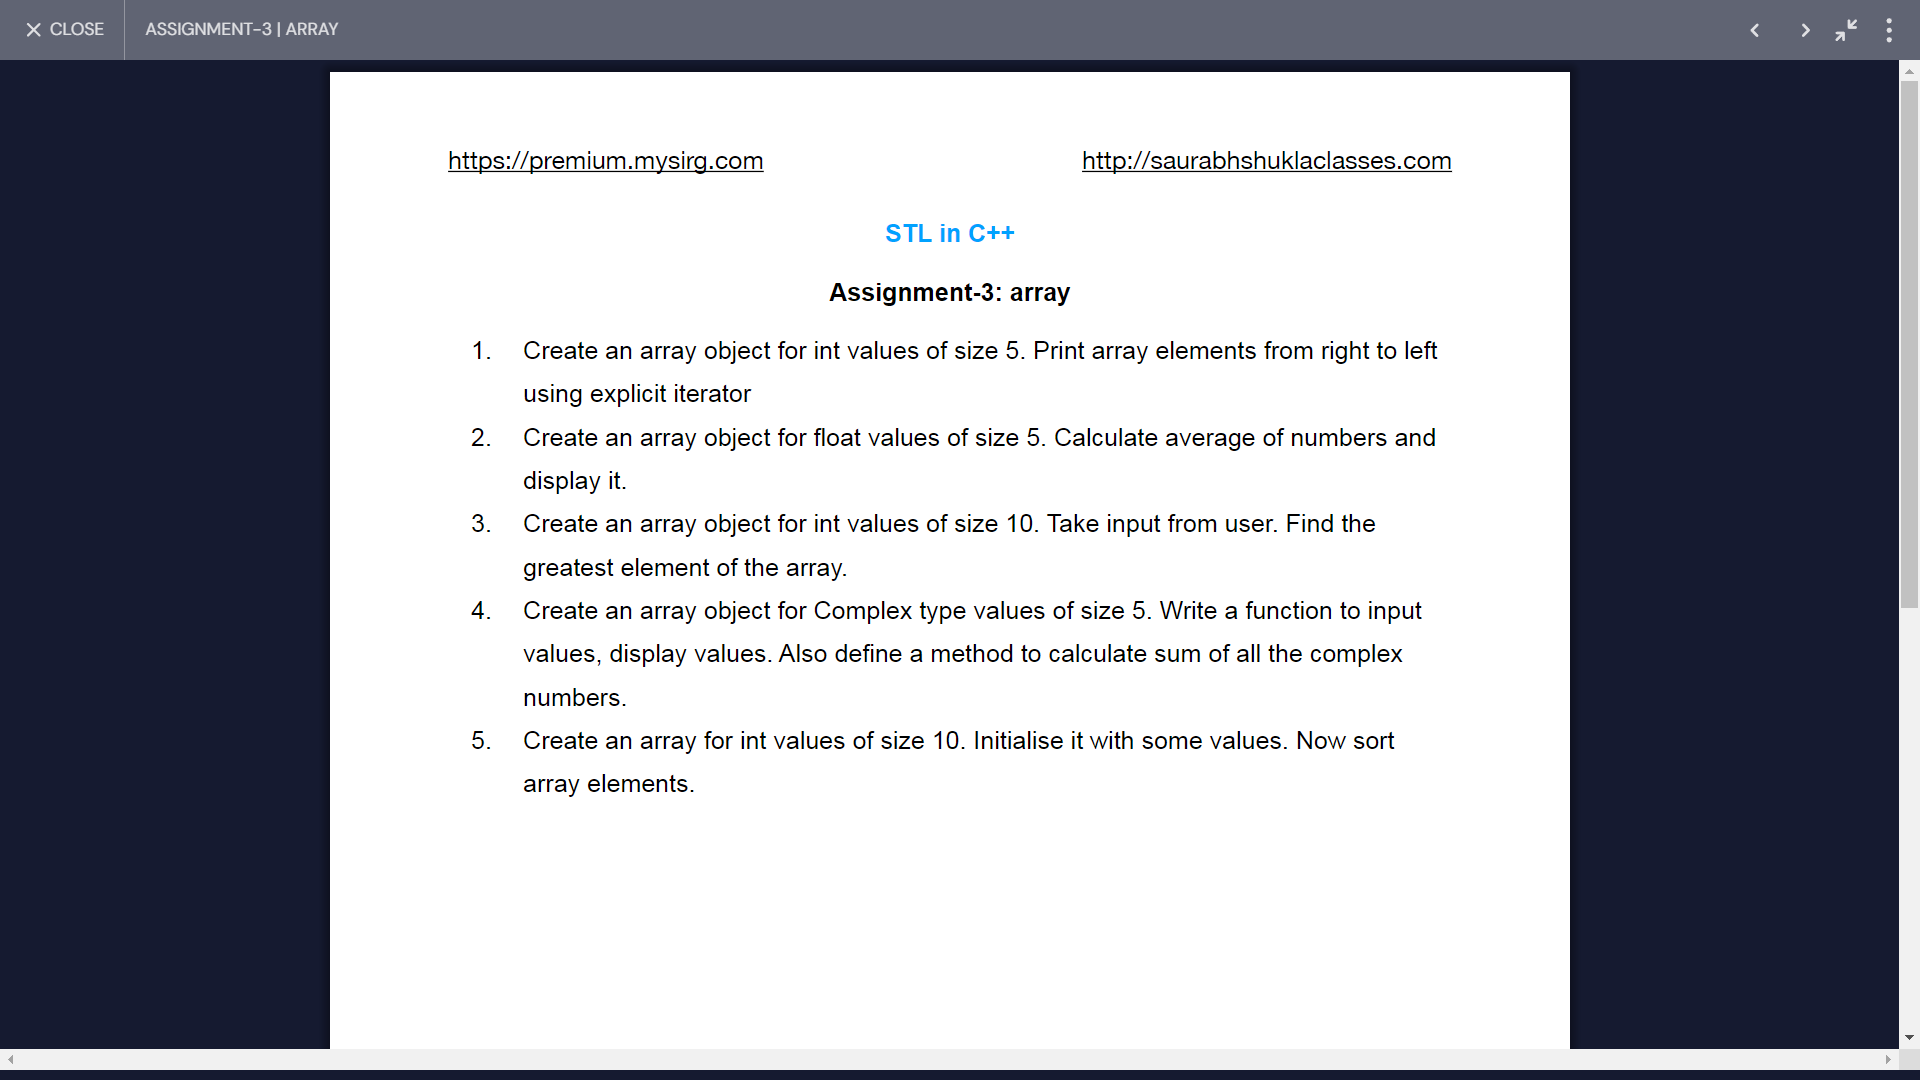 CLOSE
ASSIGNMENT-3 | ARRAY
https://premium.mysirg.com
http://saurabhshuklaclasses.com
STL in C++
Assignment-3: array
1. Create an array object for int values of size 5. Print array elements from right to left
using explicit iterator
2. Create an array object for float values of size 5. Calculate average of numbers and
display it.
3. Create an array object for int values of size 10. Take input from user. Find the
greatest element of the array.
4. Create an array object for Complex type values of size 5. Write a function to input
values, display values. Also define a method to calculate sum of all the complex
numbers.
5. Create an array for int values of size 10. Initialise it with some values. Now sort
array elements.